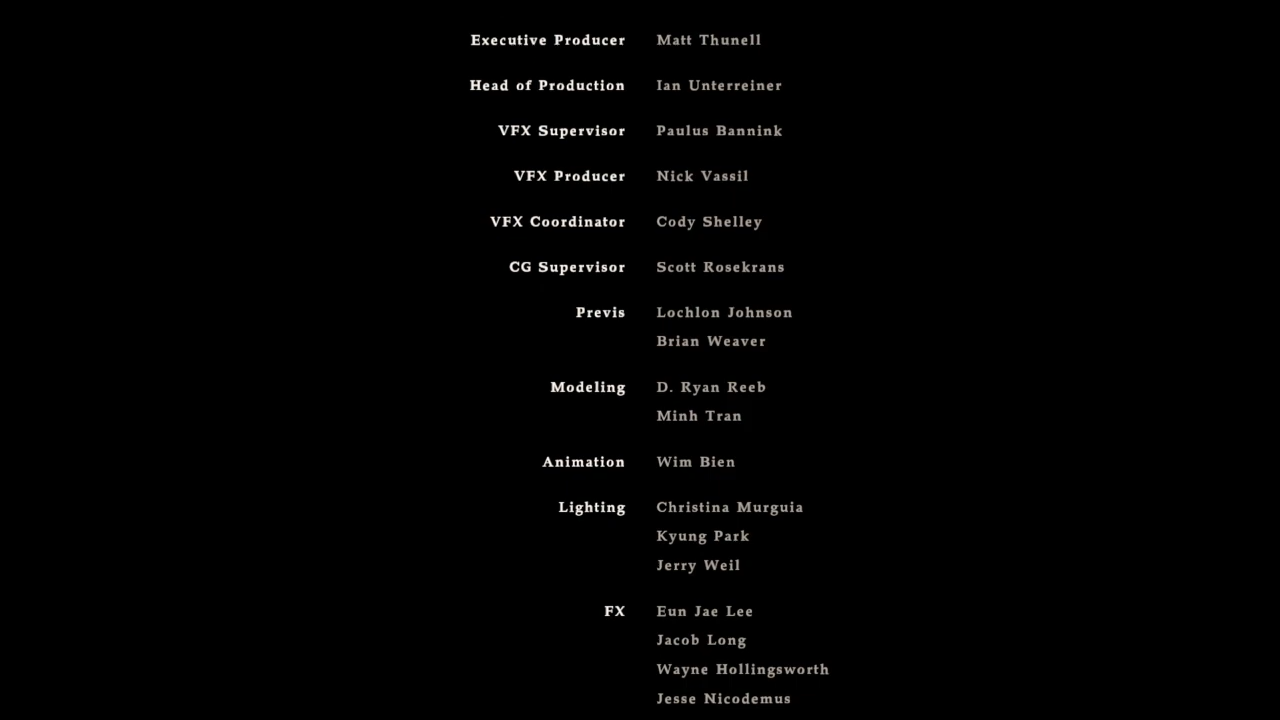 Executive Producer Matt Thunell
Head of Production Ian Unterreiner
VFX Supervisor Paulus Bannink
VFX Producer Nick Vassil
VFX Coordinator Cody Shelley
CG Supervisor Scott Rosekrans
Previs Lochlon Johnson
Brian Weaver
Modeling D. Ryan Reeb
Minh Tran
Animation Wim Bien
Lighting Christina Murguia
Kyung Park
Jerry Weil
FX Eun Jae Lee
Jacob Long
Wayne Hollingsworth
Jesse Nicodemus